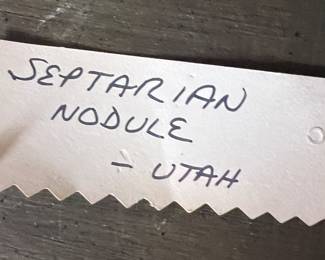 SEPTARIAN
NODULE
- UTAH